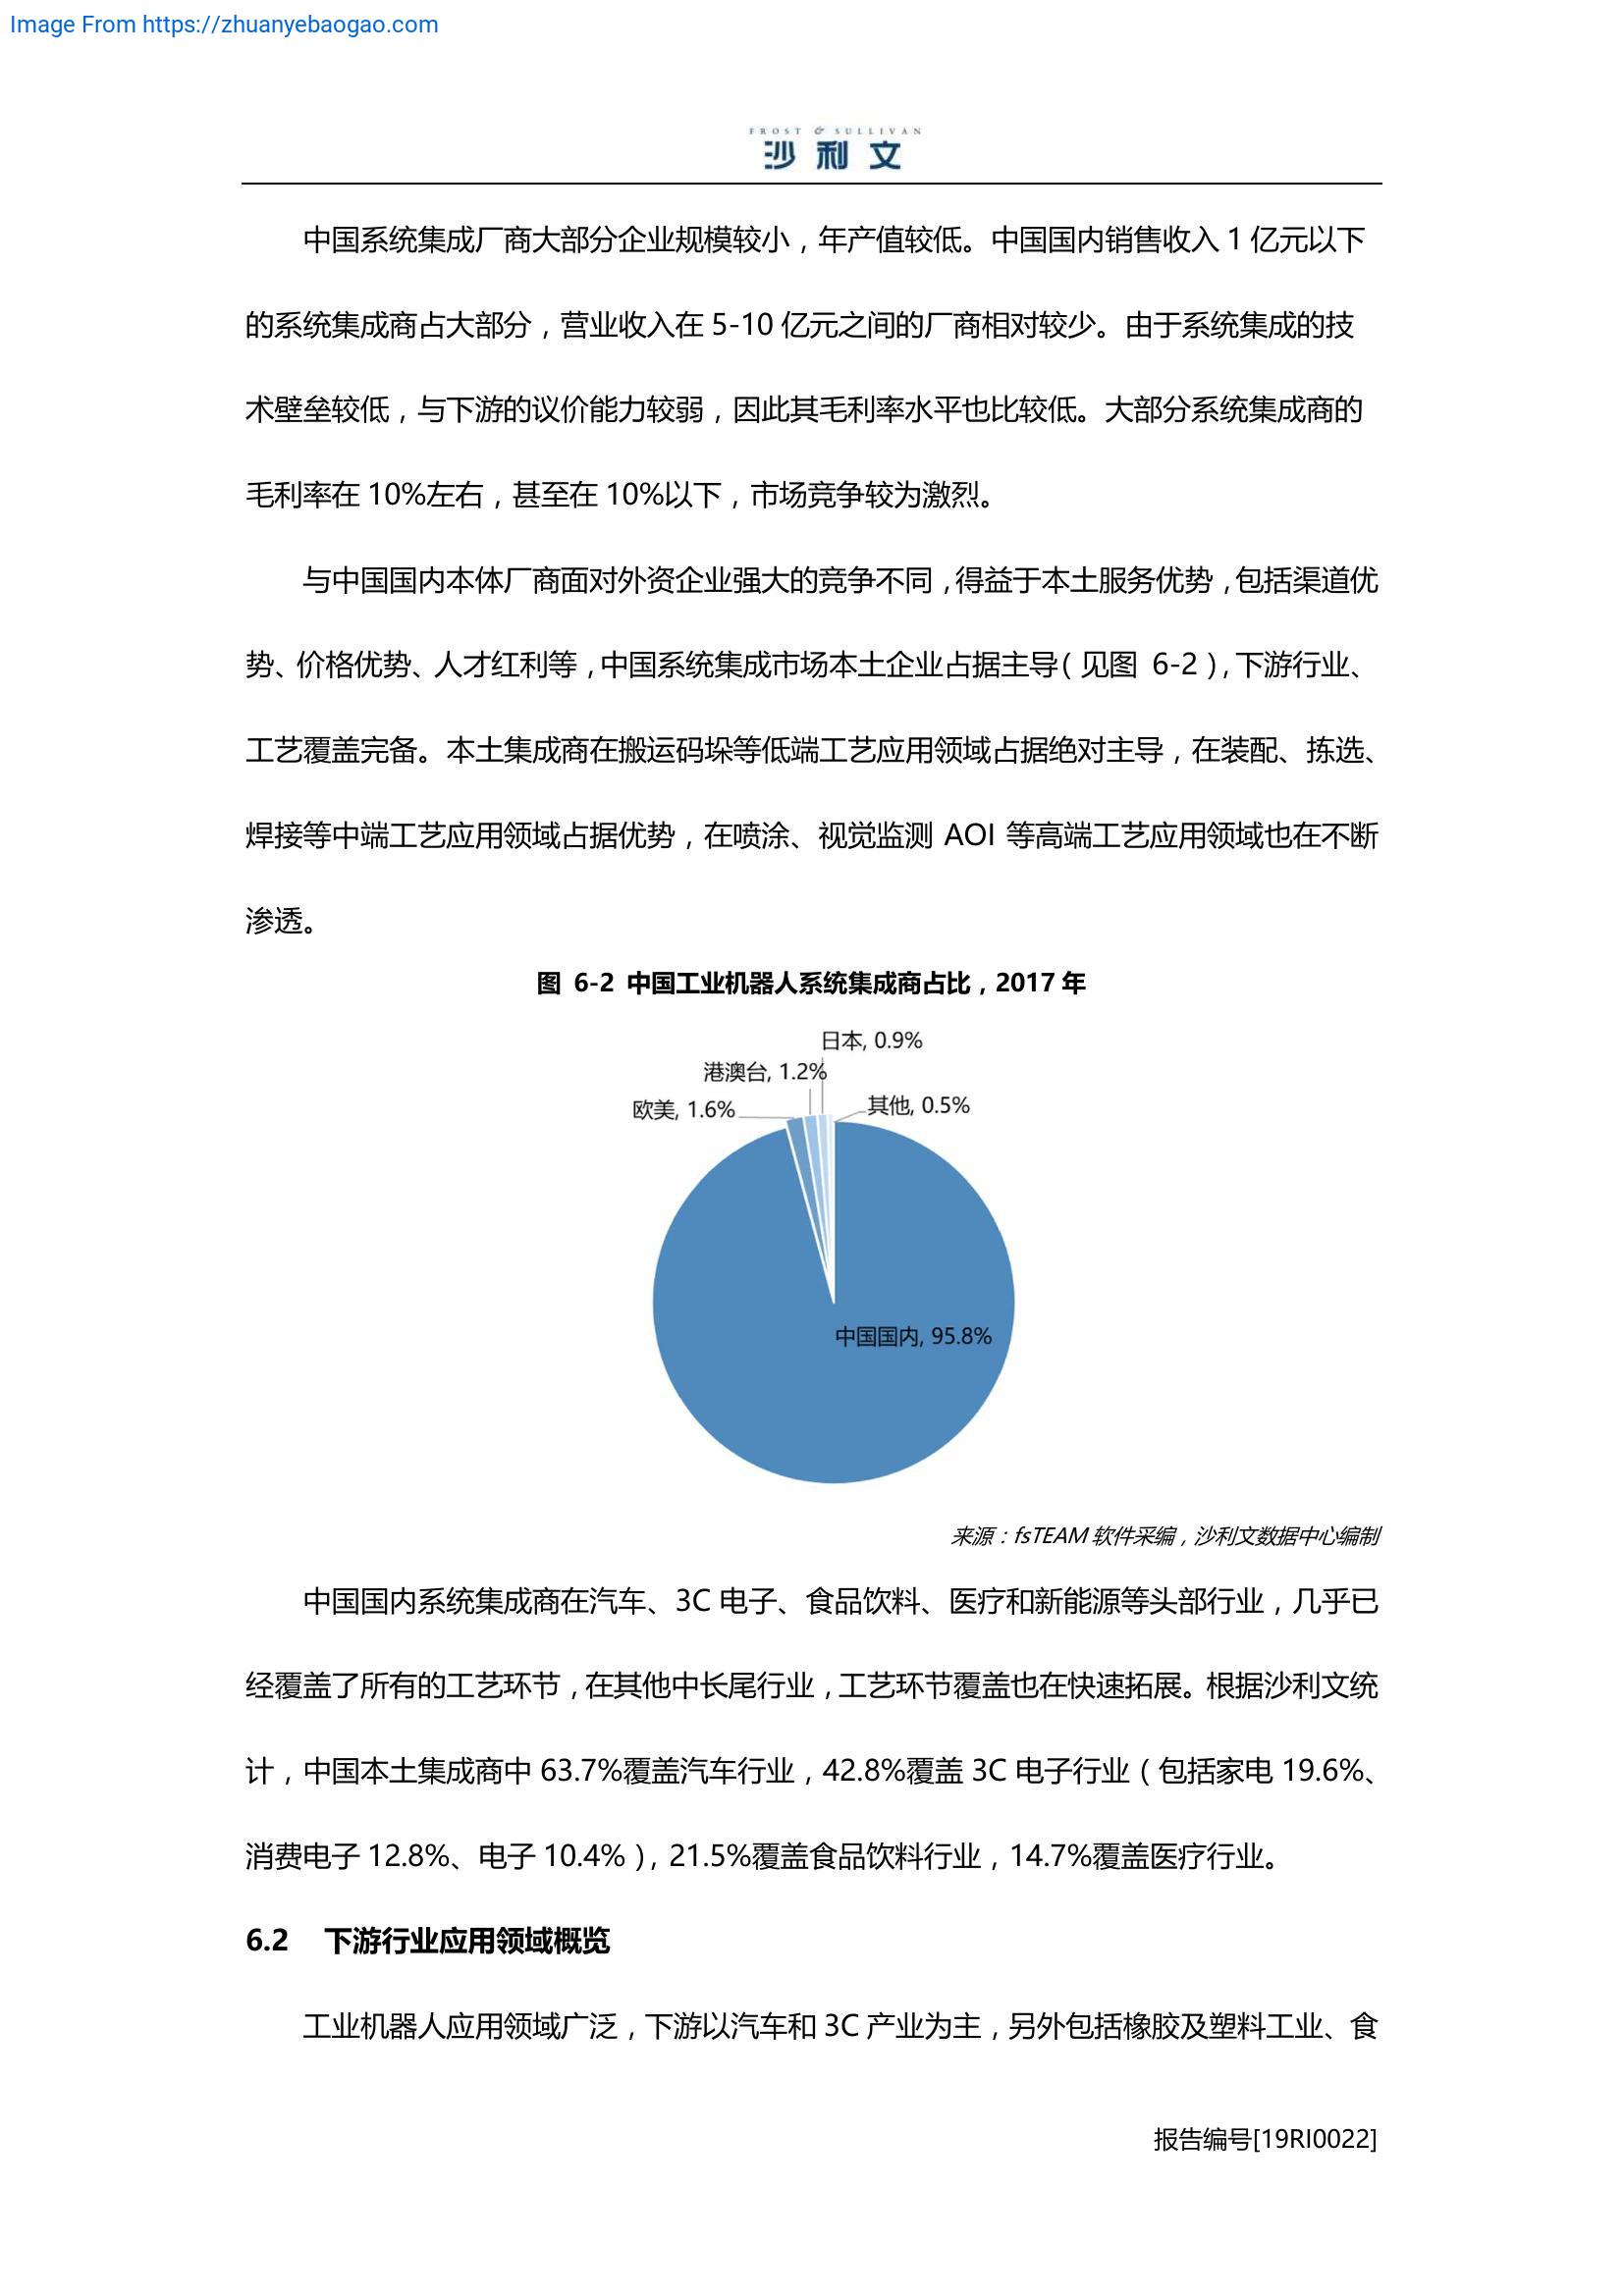 Image From https://zhuanyebaogao.com
FROST & SULLIVAN
沙利文
中国系统集成厂商大部分企业规模较小，年产值较低。中国国内销售收入 1 亿元以下
的系统集成商占大部分，营业收入在 5-10 亿元之间的厂商相对较少。由于系统集成的技
术壁垒较低，与下游的议价能力较弱，因此其毛利率水平也比较低。大部分系统集成商的
毛利率在 10%左右，甚至在 10%以下，市场竞争较为激烈。
与中国国内本体厂商面对外资企业强大的竞争不同，得益于本土服务优势，包括渠道优
势、价格优势、人才红利等，中国系统集成市场本土企业占据主导（见图 6-2），下游行业、
工艺覆盖完备。本土集成商在搬运码垛等低端工艺应用领域占据绝对主导，在装配、拣选、
焊接等中端工艺应用领域占据优势，在喷涂、视觉监测 AOI 等高端工艺应用领域也在不断
渗透。
图 6-2 中国工业机器人系统集成商占比，2017 年
日本, 0.9%
港澳台, 1.2%
欧美, 1.6%
其他, 0.5%
中国国内, 95.8%
来源：fsTEAM 软件采编，沙利文数据中心编制
中国国内系统集成商在汽车、3C 电子、食品饮料、医疗和新能源等头部行业，几乎已
经覆盖了所有的工艺环节，在其他中长尾行业，工艺环节覆盖也在快速拓展。根据沙利文统
计，中国本土集成商中 63.7%覆盖汽车行业，42.8%覆盖 3C 电子行业（包括家电 19.6%、
消费电子 12.8%、电子 10.4%），21.5%覆盖食品饮料行业，14.7%覆盖医疗行业。
6.2 下游行业应用领域概览
工业机器人应用领域广泛，下游以汽车和 3C 产业为主，另外包括橡胶及塑料工业、食
报告编号[19RI0022]